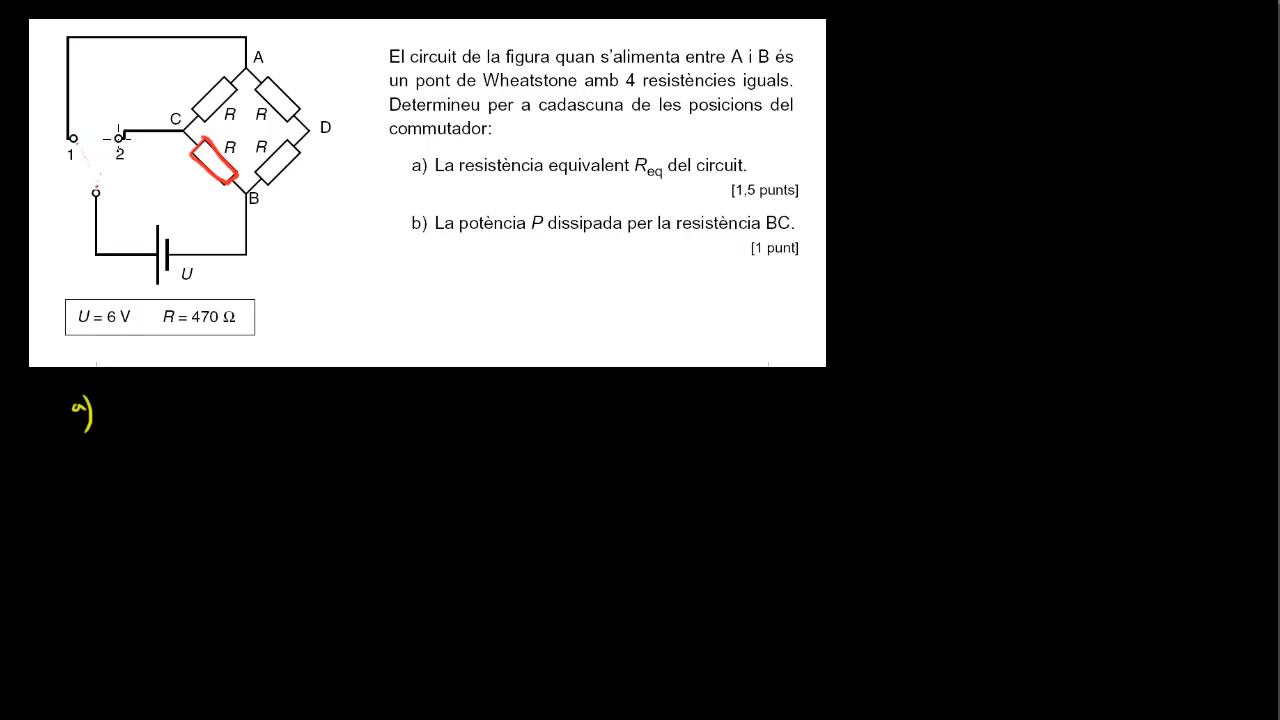 El circuit de la figura quan s'alimenta entre A i B és
un pont de Wheatstone amb 4 resistències iguals.
Determineu per a cadascuna de les posicions del
commutador:
a) La resistència equivalent Req del circuit.
[1,5 punts]
b) La potència P dissipada per la resistència BC.
[1 punt]
A
R R
C
D
R R
1 2
B
U
U = 6 V R = 470 Ω
a)